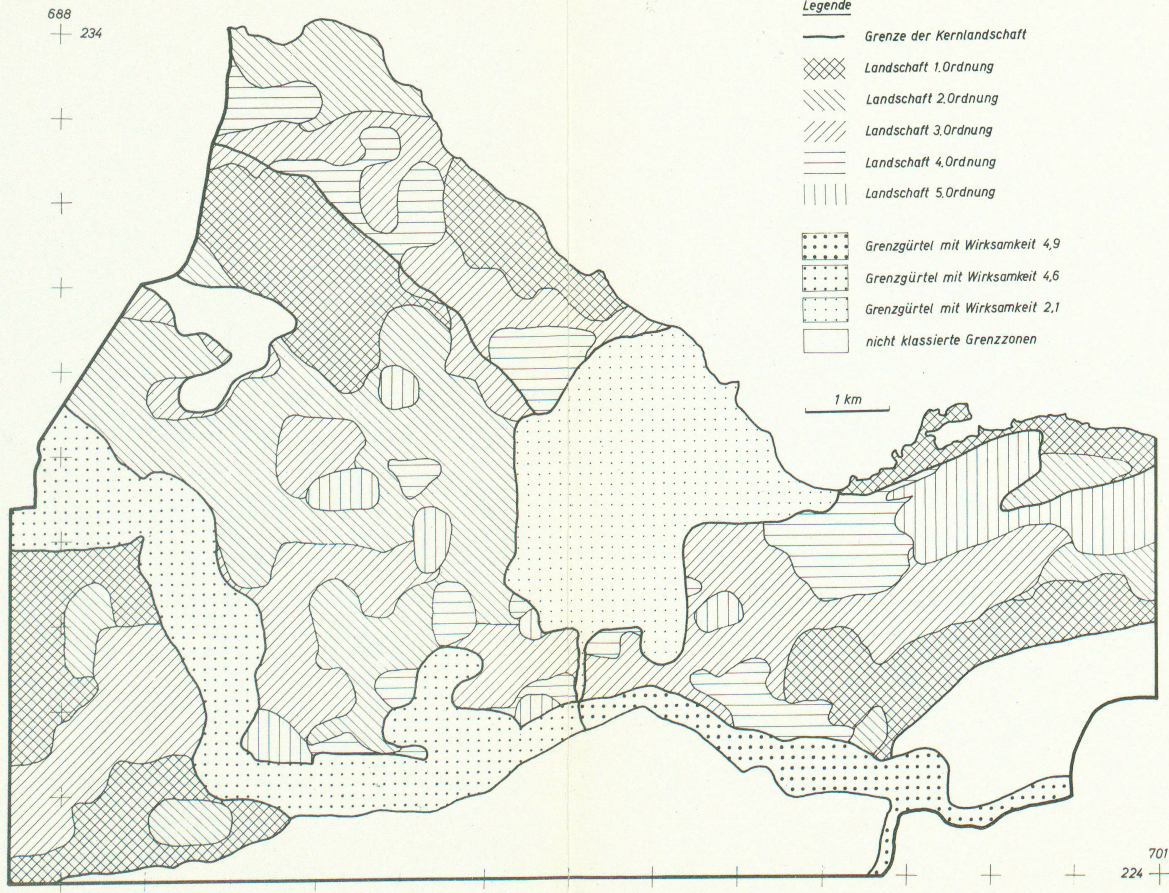 688
234
Legende
Grenze der Kernlandschaft
Landschaft 1.Ordnung
Landschaft 2.Ordnung
Landschaft 3.Ordnung
Landschaft 4.Ordnung
Landschaft 5.Ordnung
Grenzgürtel mit Wirksamkeit 4,9
Grenzgürtel mit Wirksamkeit 4,6
Grenzgürtel mit Wirksamkeit 2,1
nicht klassierte Grenzzonen
1 km
701
224